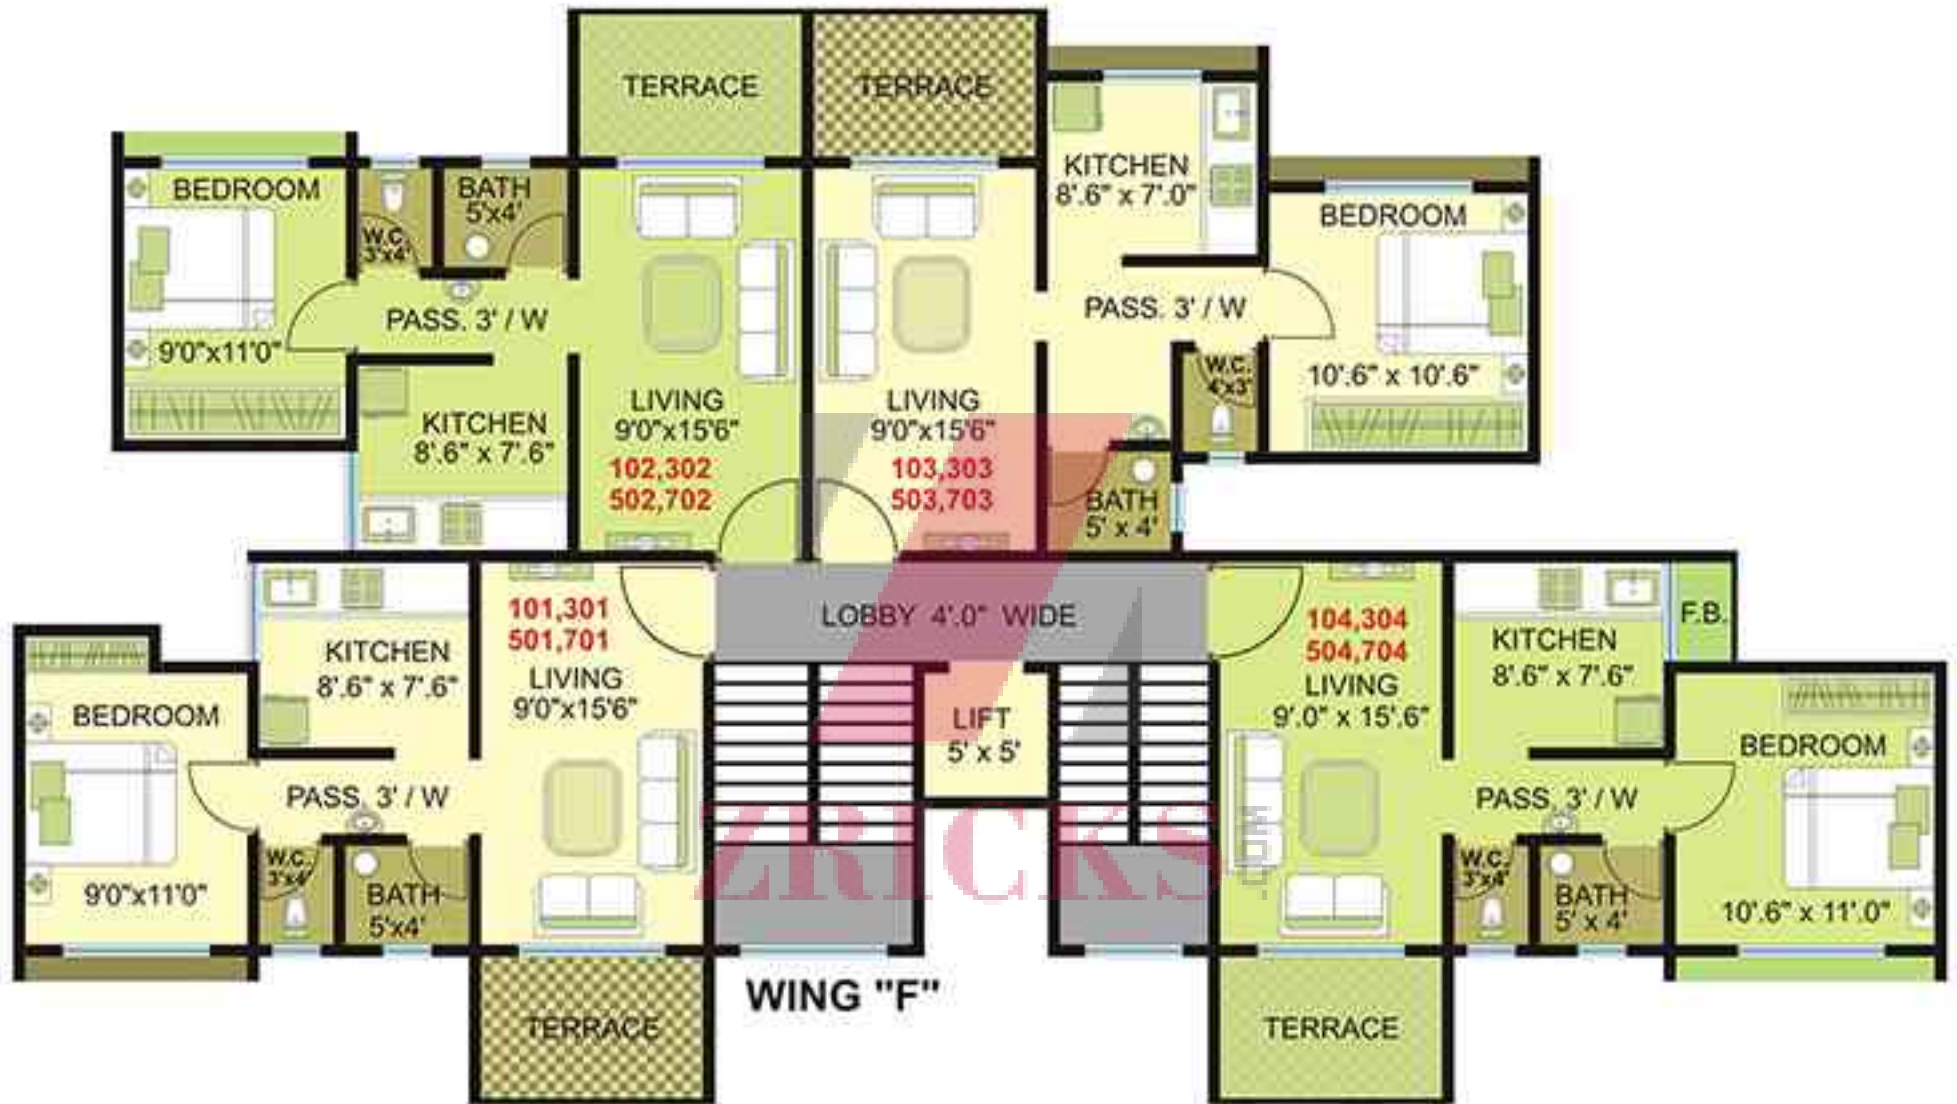 TERRACE
TERRACE
BEDROOM
9'0"x11'0"
W.C.
3'x4'
BATH
5'x4'
PASS. 3' / W
KITCHEN
8'.6" x 7'.6"
LIVING
9'0"x15'6"
102,302
502,702
LIVING
9'0"x15'6"
103,303
503,703
KITCHEN
8'.6" x 7'.0"
PASS. 3' / W
W.C.
4'x3'
BATH
5' x 4'
BEDROOM
10'.6" x 10'.6"
LOBBY 4'.0" WIDE
101,301
501,701
LIVING
9'0"x15'6"
KITCHEN
8'.6" x 7'.6"
BEDROOM
9'0"x11'0"
PASS. 3' / W
W.C.
3'x4'
BATH
5'x4'
TERRACE
LIFT
5' x 5'
104,304
504,704
LIVING
9'.0" x 15'.6"
KITCHEN
8'.6" x 7'.6"
F.B.
BEDROOM
10'.6" x 11'.0"
PASS. 3' / W
W.C.
3'x4'
BATH
5' x 4'
TERRACE
ZRICKS
.COM
WING "F"